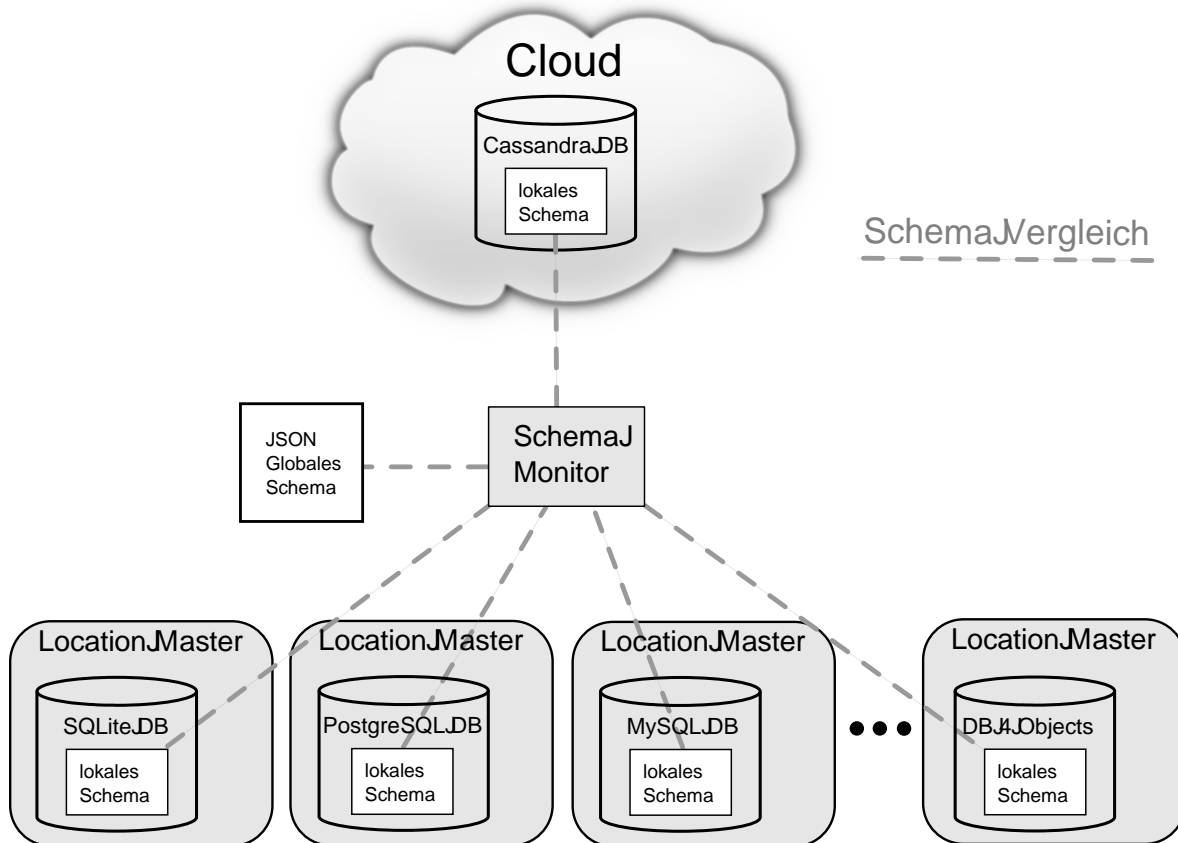 Cloud
CassandraJDB
lokales
Schema
SchemaJVergleich
JSON
Globales
Schema
SchemaJ
Monitor
LocationJMaster
SQLiteJDB
lokales
Schema
LocationJMaster
PostgreSQLJDB
lokales
Schema
LocationJMaster
MySQLJDB
lokales
Schema
LocationJMaster
DBJ4JObjects
lokales
Schema